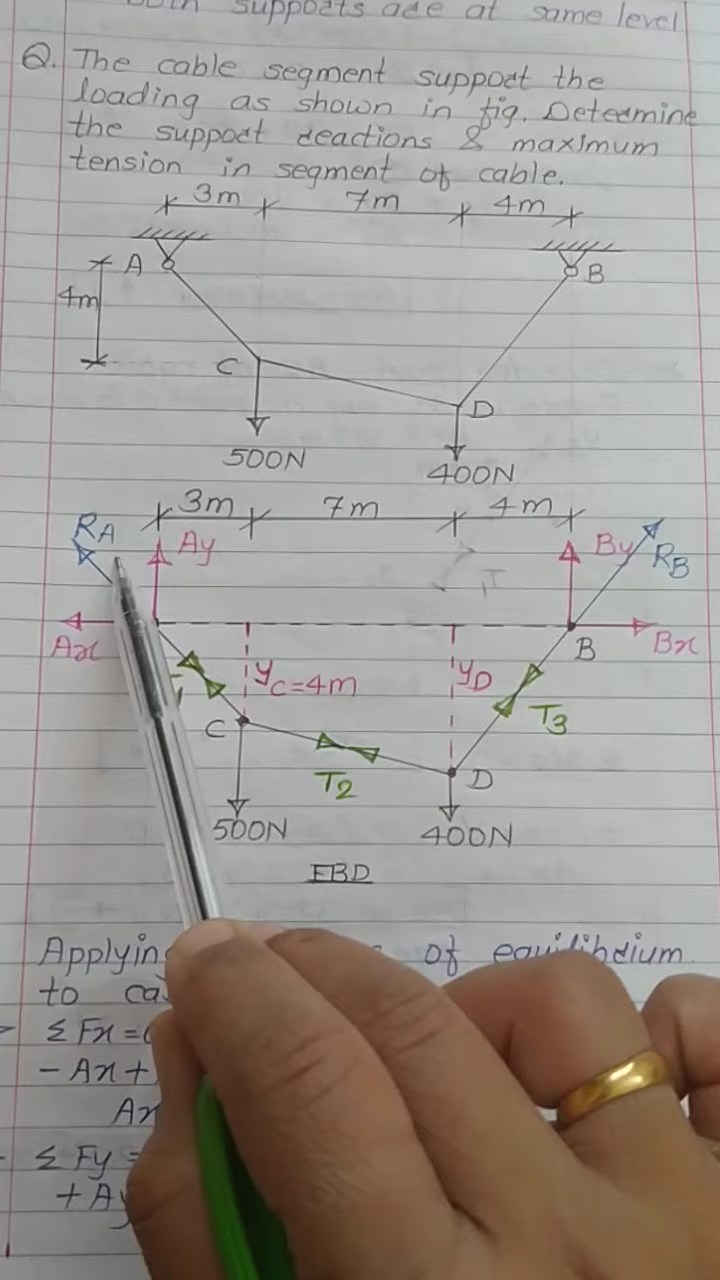 both supports are at same level
Q. The cable segment support the
loading as shown in fig. Determine
the support reactions & maximum
tension in segment of cable.
3m 7m 4m
A B
4m
C
D
500N
400N
3m 7m 4m
RA Ay By RB
Ax B Bx
yC=4m yD
C T3
T2 D
500N 400N
FBD
of equilibrium
to
ΣFx=
-Ax+
Ax
ΣFy=
+Ay